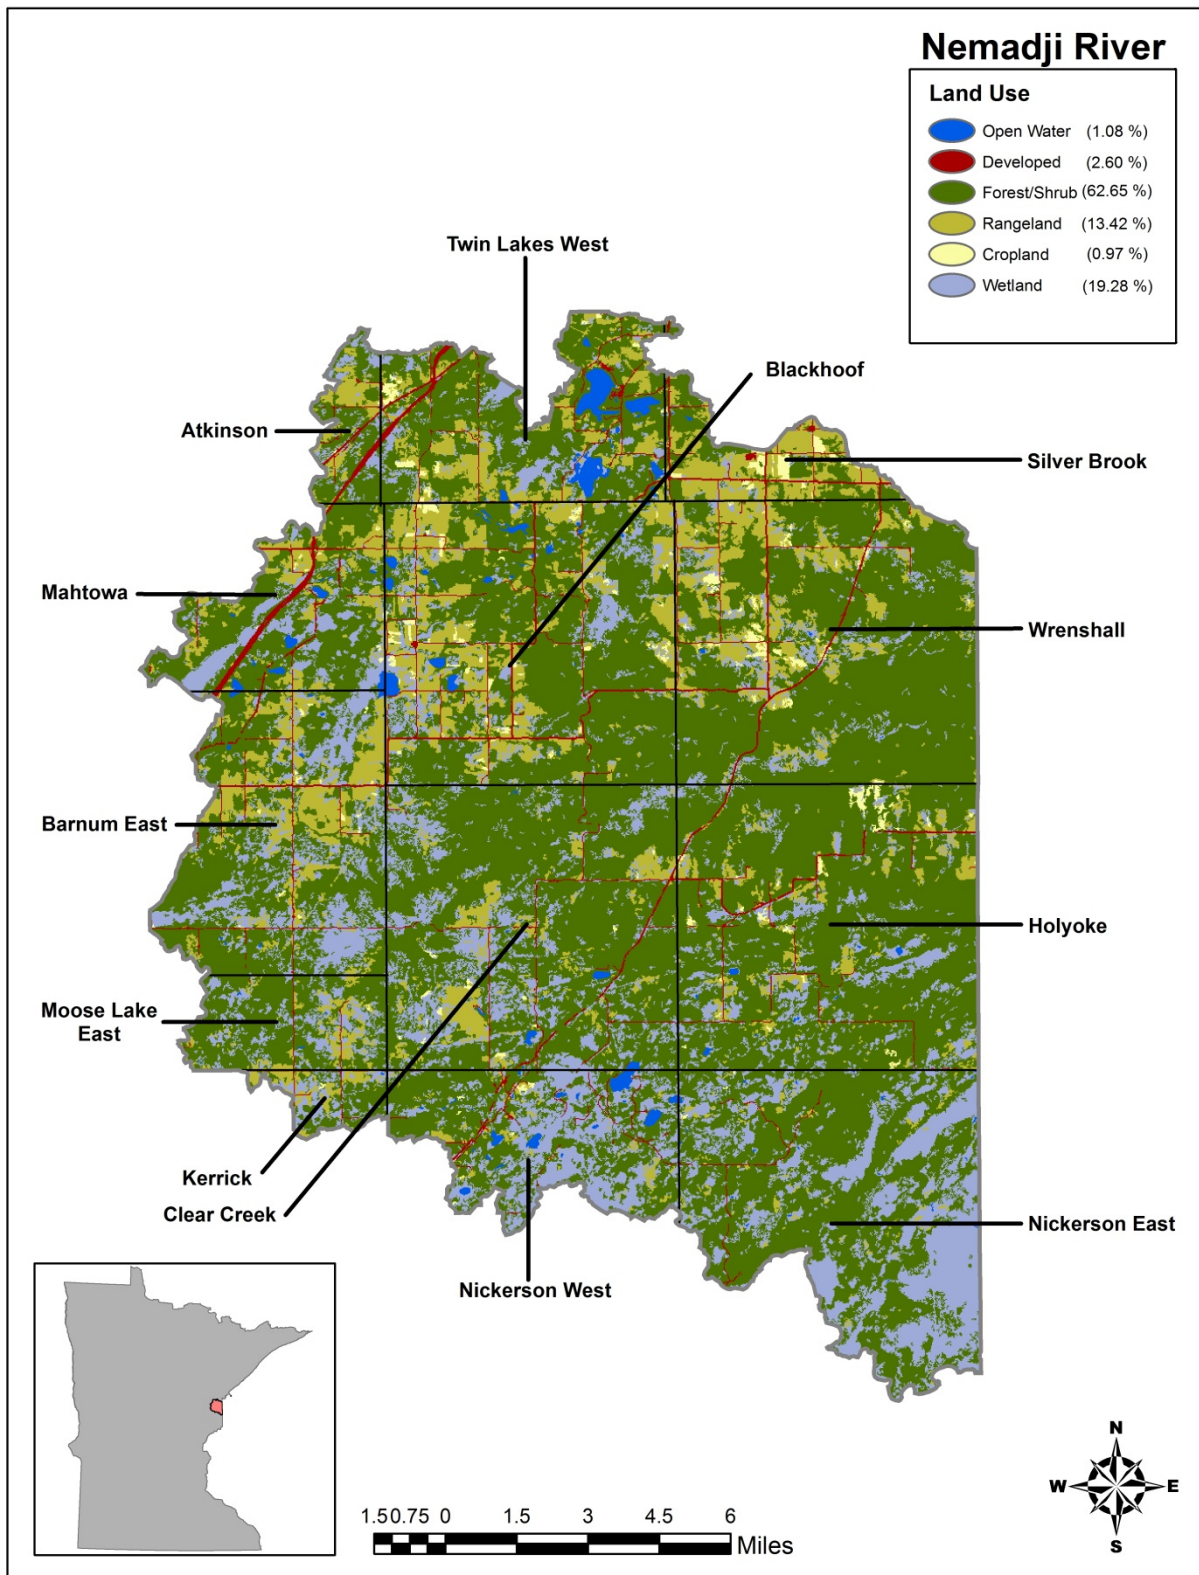 Nemadji River
Land Use
Open Water (1.08 %)
Developed (2.60 %)
Forest/Shrub (62.65 %)
Rangeland (13.42 %)
Cropland (0.97 %)
Wetland (19.28 %)
Twin Lakes West
Blackhoof
Atkinson
Silver Brook
Mahtowa
Wrenshall
Barnum East
Holyoke
Moose Lake
East
Kerrick
Clear Creek
Nickerson East
Nickerson West
N
W E
S
1.5 0.75 0 1.5 3 4.5 6
Miles